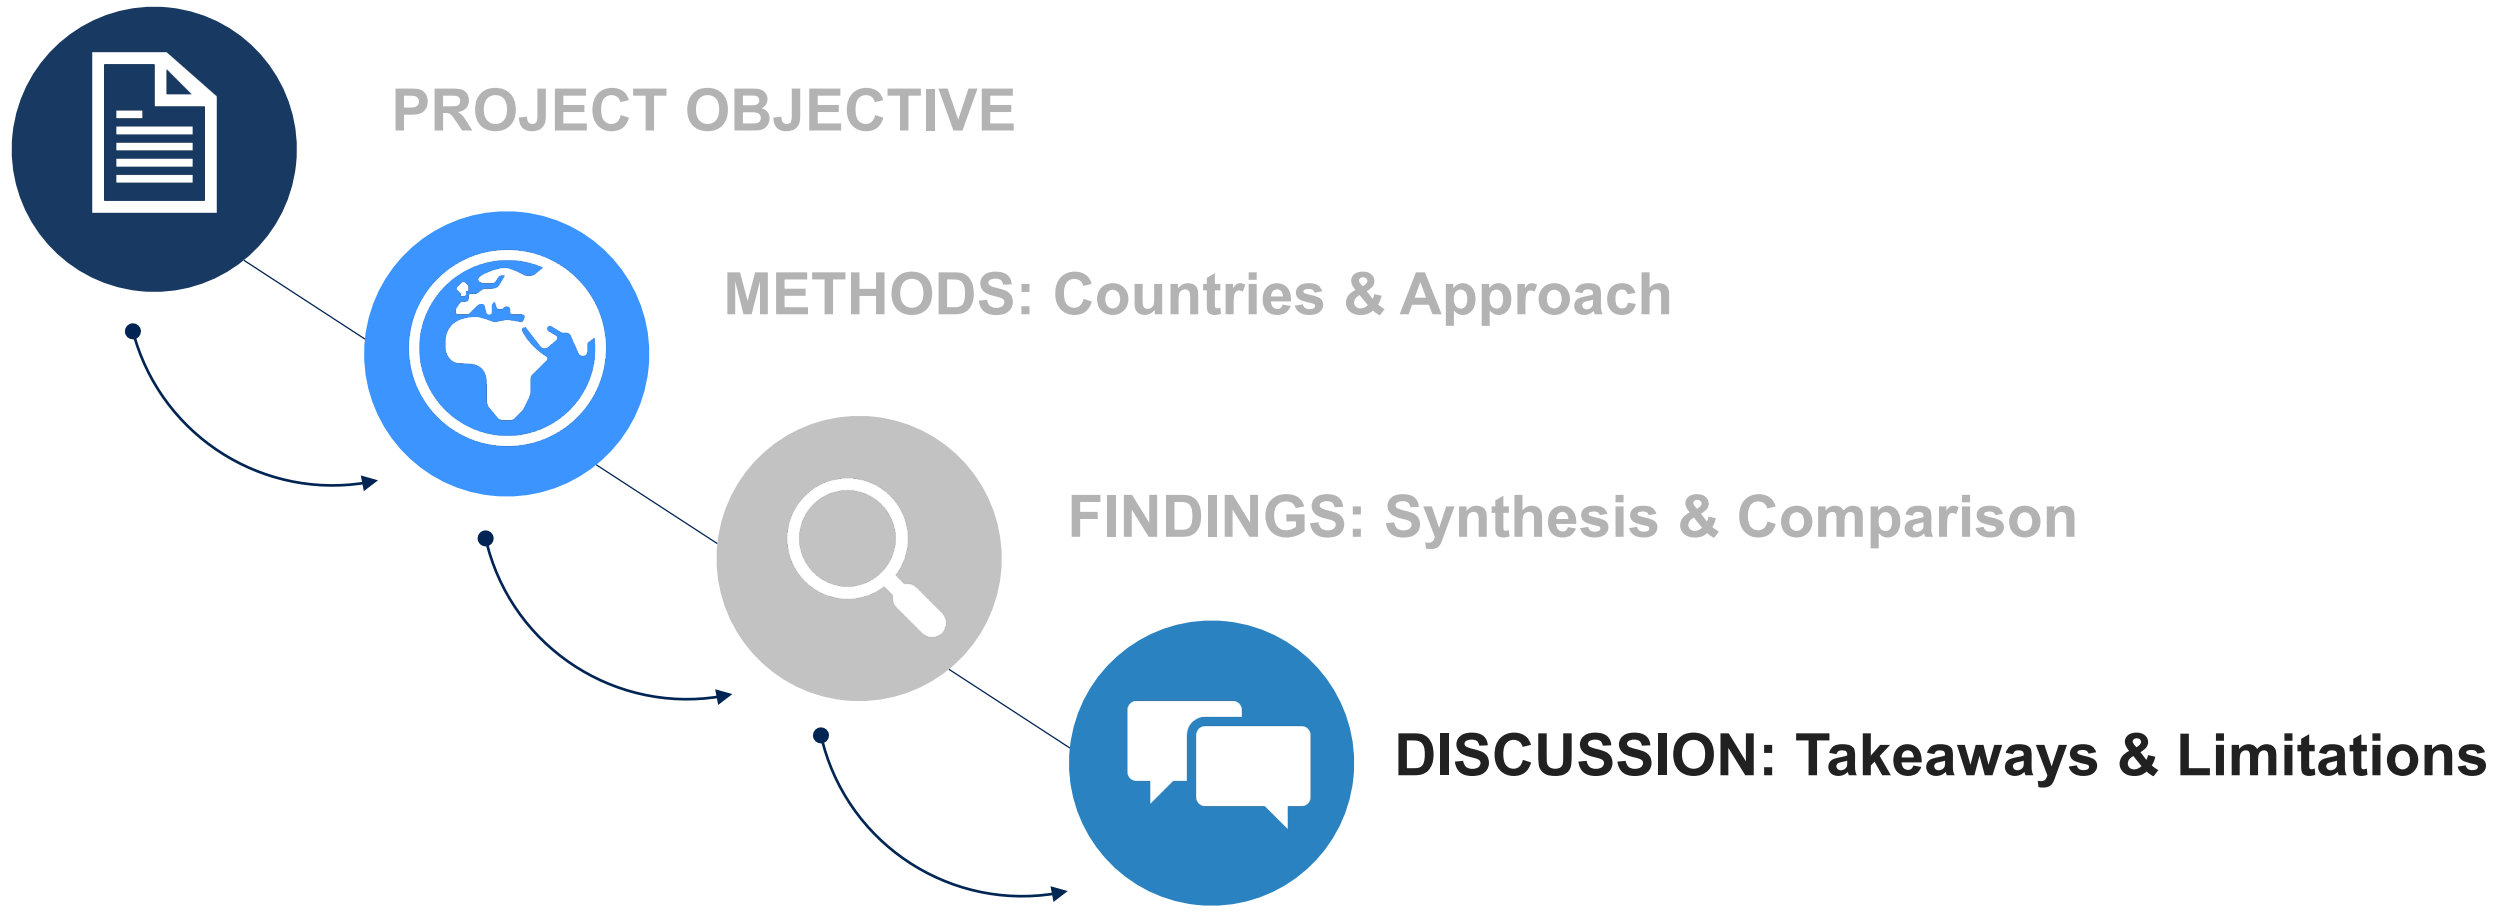 PROJECT OBJECTIVE
METHODS: Countries & Approach
FINDINGS: Synthesis & Comparison
DISCUSSION: Takeaways & Limitations